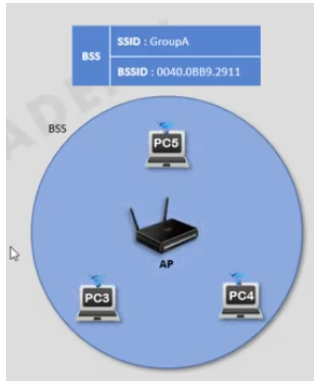 BSS
SSID : GroupA
BSSID : 0040.0BB9.2911
BSS
PC5
AP
PC3
PC4